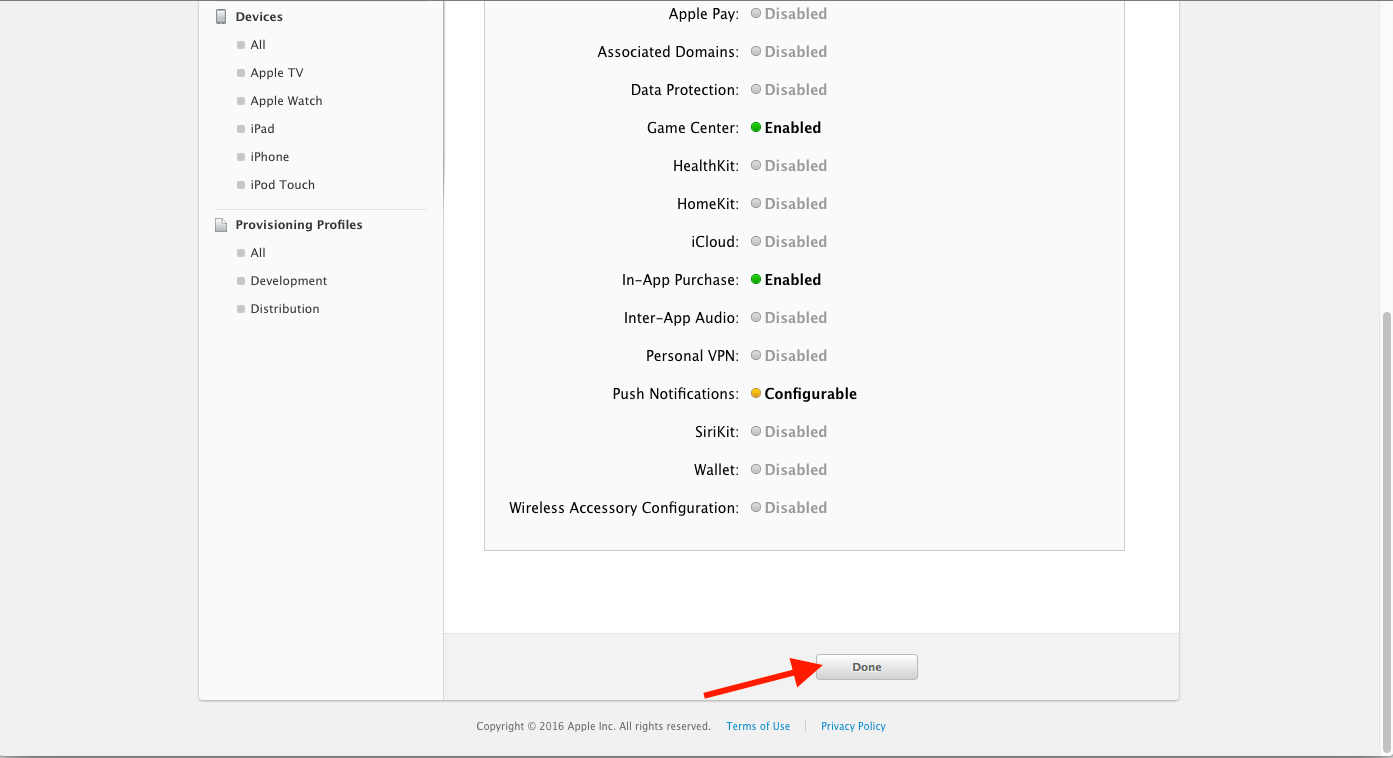 Devices
All
Apple TV
Apple Watch
iPad
iPhone
iPod Touch
Provisioning Profiles
All
Development
Distribution
Apple Pay: Disabled
Associated Domains: Disabled
Data Protection: Disabled
Game Center: Enabled
HealthKit: Disabled
HomeKit: Disabled
iCloud: Disabled
In-App Purchase: Enabled
Inter-App Audio: Disabled
Personal VPN: Disabled
Push Notifications: Configurable
SiriKit: Disabled
Wallet: Disabled
Wireless Accessory Configuration: Disabled
Done
Copyright © 2016 Apple Inc. All rights reserved. Terms of Use Privacy Policy